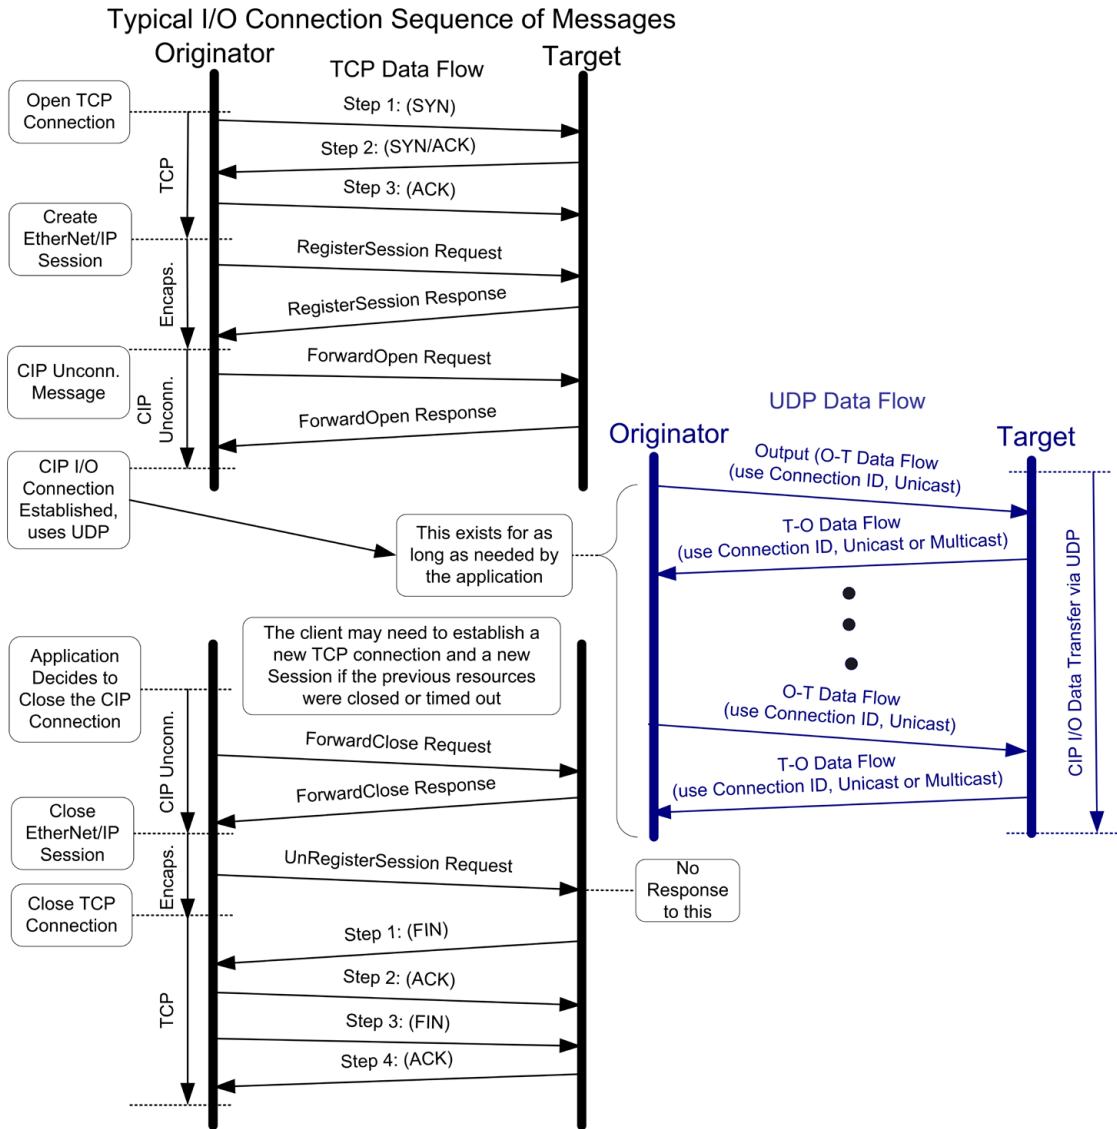 Typical I/O Connection Sequence of Messages
Originator
Target
TCP Data Flow
Open TCP
Connection
Step 1: (SYN)
Step 2: (SYN/ACK)
TCP
Step 3: (ACK)
Create
EtherNet/IP
Session
RegisterSession Request
Encaps.
RegisterSession Response
CIP Unconn.
Message
ForwardOpen Request
CIP
Unconn.
ForwardOpen Response
CIP I/O
Connection
Established,
uses UDP
This exists for as
long as needed by
the application
UDP Data Flow
Originator
Target
Output (O-T Data Flow
(use Connection ID, Unicast)
T-O Data Flow
(use Connection ID, Unicast or Multicast)
CIP I/O Data Transfer via UDP
O-T Data Flow
(use Connection ID, Unicast)
T-O Data Flow
(use Connection ID, Unicast or Multicast)
The client may need to establish a
new TCP connection and a new
Session if the previous resources
were closed or timed out
Application
Decides to
Close the CIP
Connection
CIP Unconn.
ForwardClose Request
ForwardClose Response
Close
EtherNet/IP
Session
Encaps.
UnRegisterSession Request
No
Response
to this
Close TCP
Connection
TCP
Step 1: (FIN)
Step 2: (ACK)
Step 3: (FIN)
Step 4: (ACK)